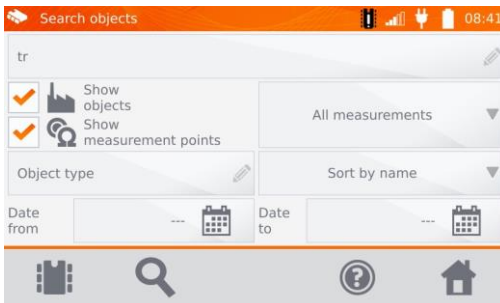 Search objects 08:41
tr
Show
objects
Show
measurement points
All measurements
Object type
Sort by name
Date
from
---
Date
to
---